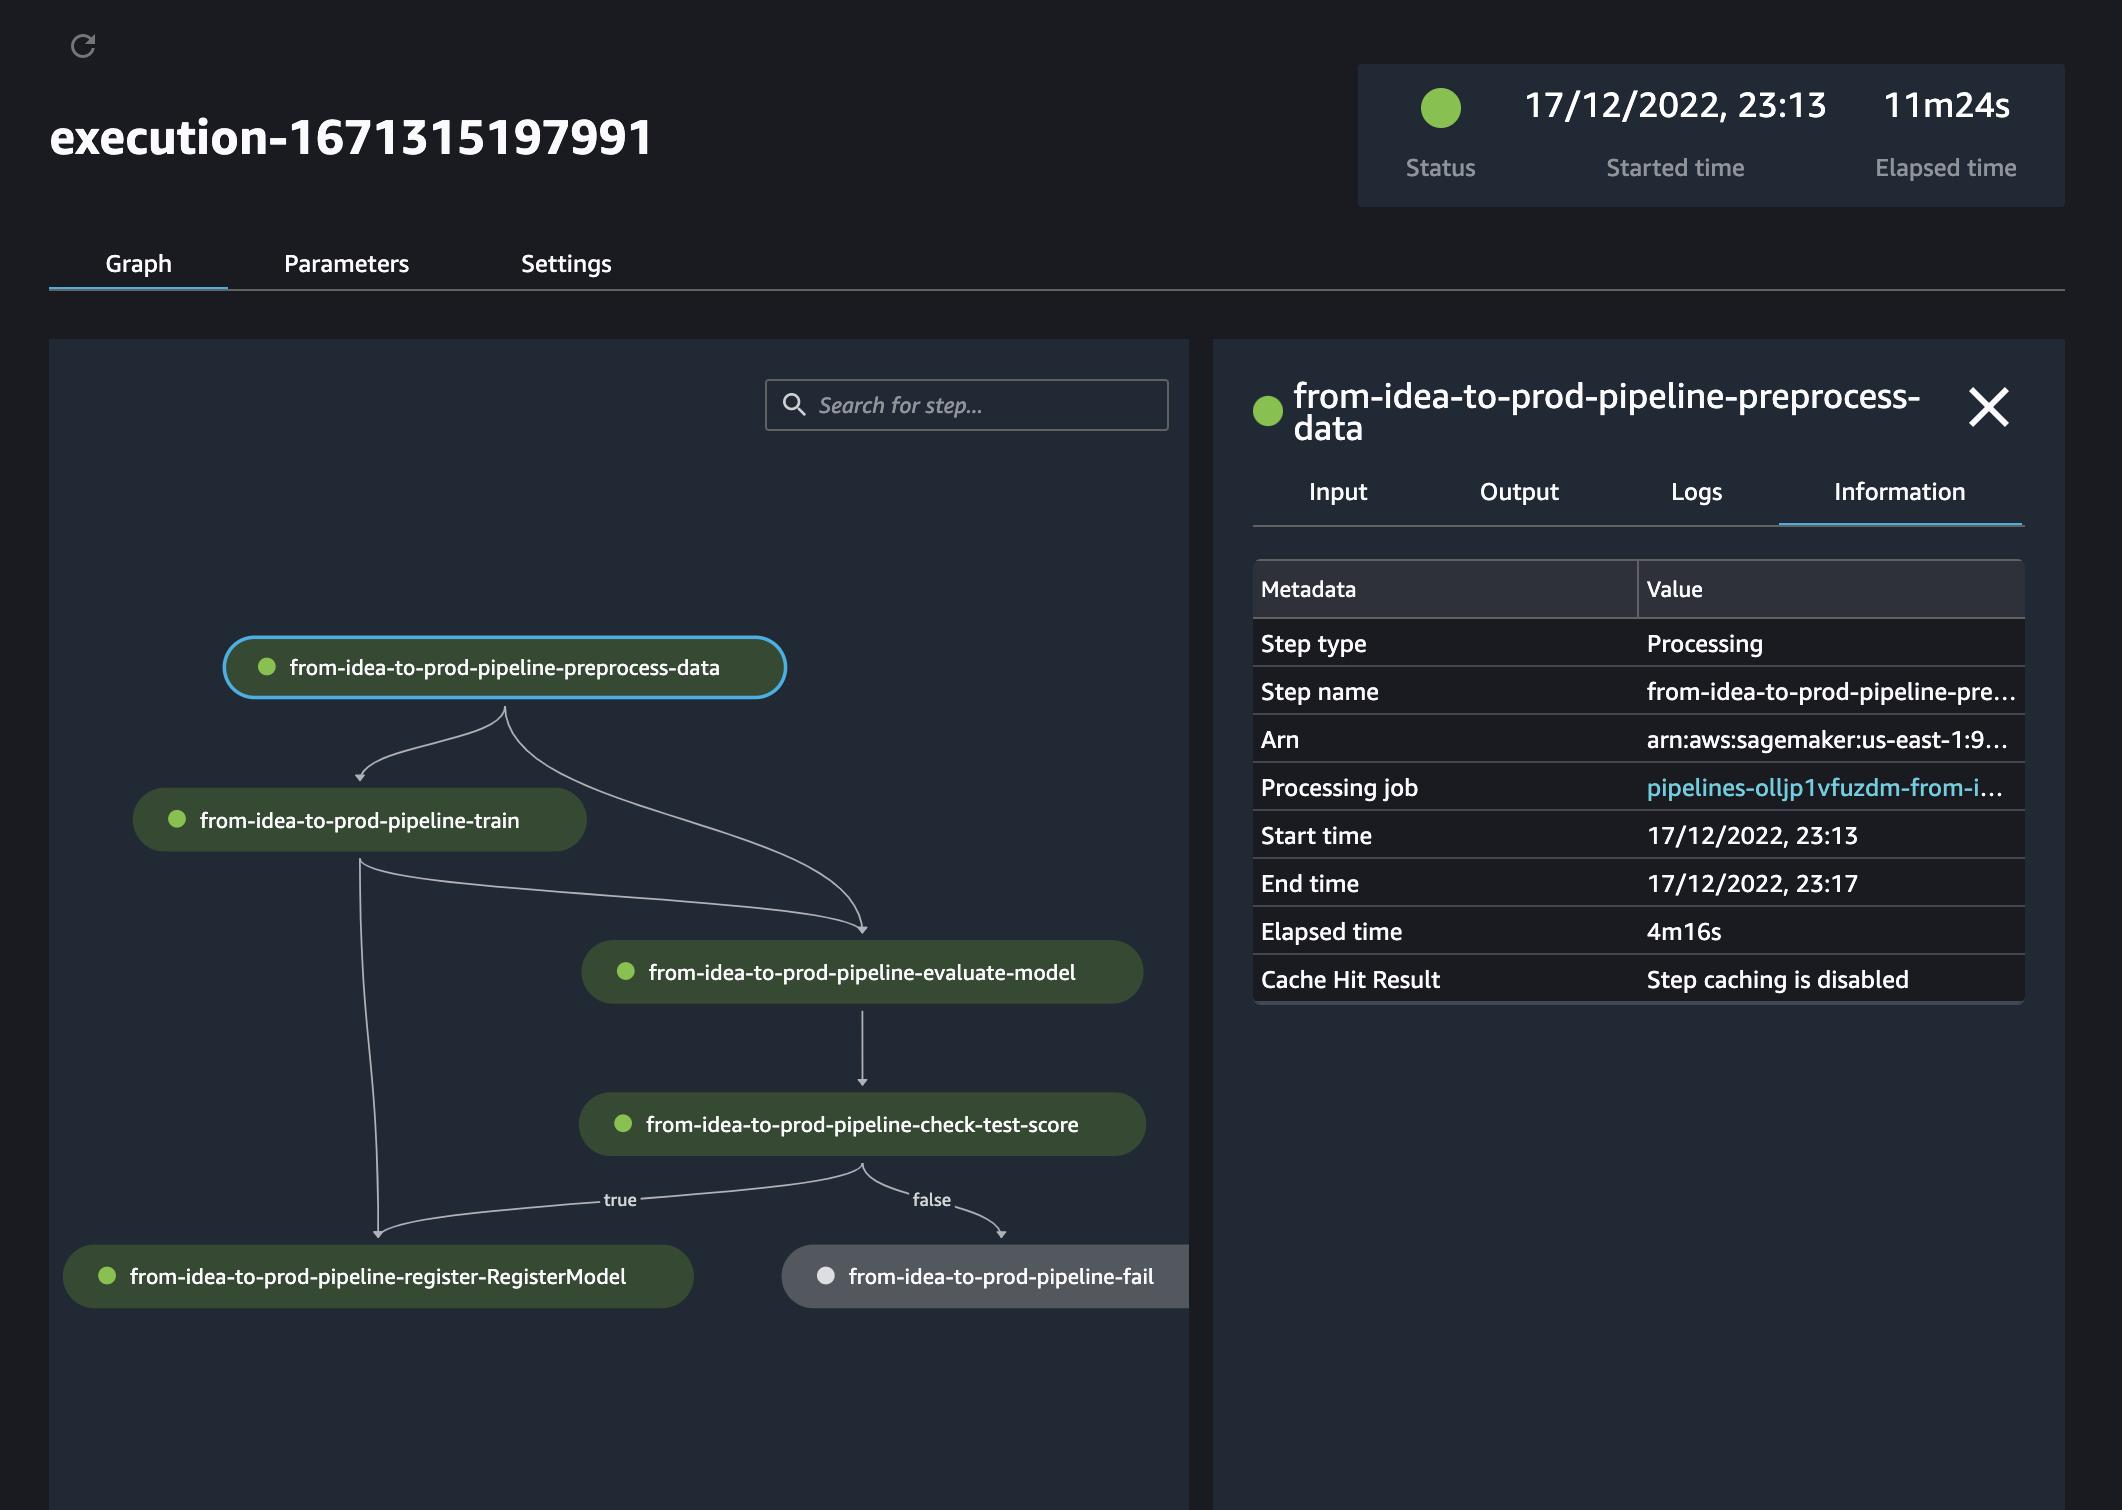 execution-1671315197991
17/12/2022, 23:13
11m24s
Status
Started time
Elapsed time
Graph
Parameters
Settings
Search for step...
from-idea-to-prod-pipeline-preprocess-data
from-idea-to-prod-pipeline-train
from-idea-to-prod-pipeline-evaluate-model
from-idea-to-prod-pipeline-check-test-score
true
false
from-idea-to-prod-pipeline-register-RegisterModel
from-idea-to-prod-pipeline-fail
from-idea-to-prod-pipeline-preprocess-
data
Input
Output
Logs
Information
Metadata Value
Step type Processing
Step name from-idea-to-prod-pipeline-pre...
Arn arn:aws:sagemaker:us-east-1:9...
Processing job pipelines-olljp1vfuzdm-from-i...
Start time 17/12/2022, 23:13
End time 17/12/2022, 23:17
Elapsed time 4m16s
Cache Hit Result Step caching is disabled